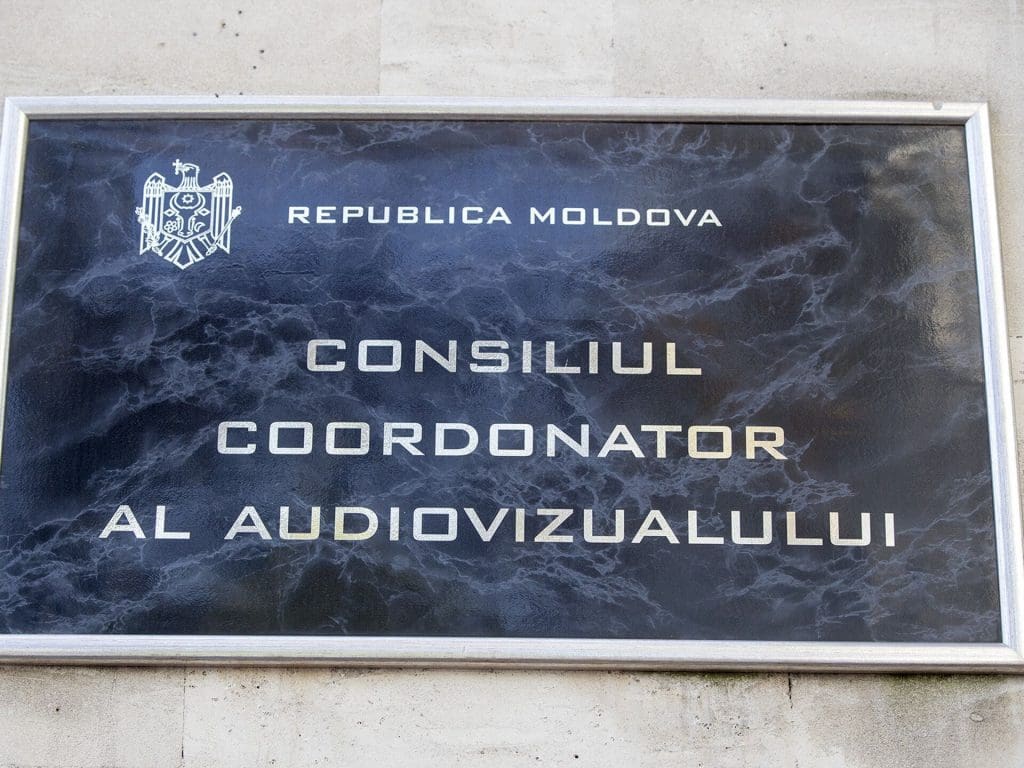 REPUBLICA MOLDOVA
CONSILIUL
COORDONATOR
AL AUDIOVIZUALULUI